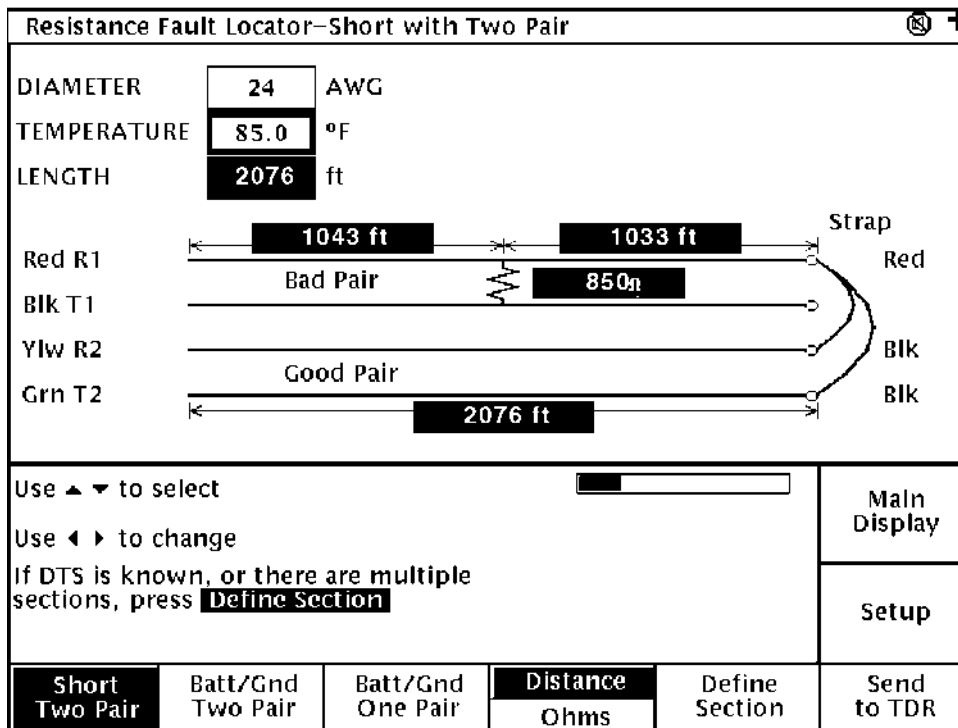 Resistance Fault Locator–Short with Two Pair
DIAMETER 24 AWG
TEMPERATURE 85.0 ºF
LENGTH 2076 ft
1043 ft 1033 ft Strap
Red R1 Red
Bad Pair 850Ω
Blk T1
Ylw R2 Blk
Good Pair
Grn T2 Blk
2076 ft
Use ▲ ▼ to select
Use ◀ ▶ to change
If DTS is known, or there are multiple
sections, press Define Section
Main
Display
Setup
Short
Two Pair
Batt/Gnd
Two Pair
Batt/Gnd
One Pair
Distance
Ohms
Define
Section
Send
to TDR